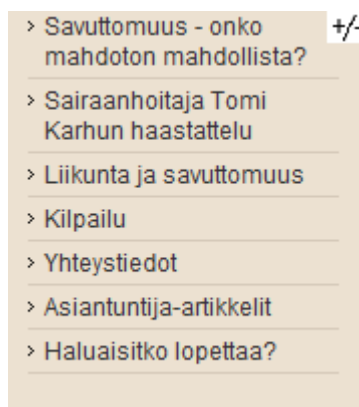 > Savuttomuus - onko
mahdoton mahdollista?
+/-
> Sairaanhoitaja Tomi
Karhun haastattelu
> Liikunta ja savuttomuus
> Kilpailu
> Yhteystiedot
> Asiantuntija-artikkelit
> Haluaisitko lopettaa?